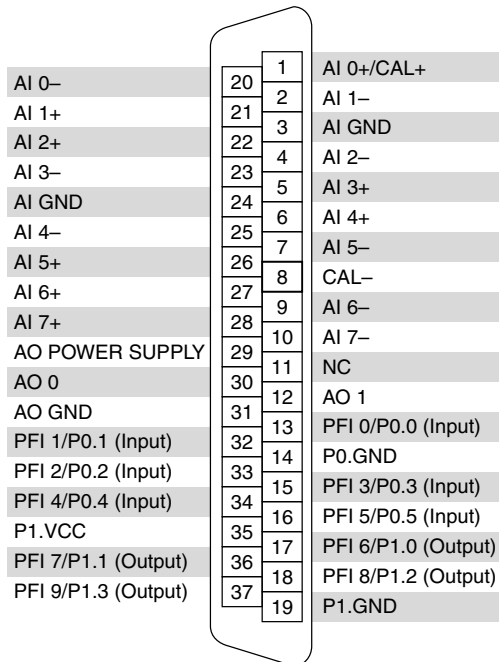 AI 0– 20 1 AI 0+/CAL+
AI 1+ 21 2 AI 1–
AI 2+ 22 3 AI GND
AI 3– 23 4 AI 2–
AI GND 24 5 AI 3+
AI 4– 25 6 AI 4+
AI 5+ 26 7 AI 5–
AI 6+ 27 8 CAL–
AI 7+ 28 9 AI 6–
AO POWER SUPPLY 29 10 AI 7–
AO 0 30 11 NC
AO GND 31 12 AO 1
PFI 1/P0.1 (Input) 32 13 PFI 0/P0.0 (Input)
PFI 2/P0.2 (Input) 33 14 P0.GND
PFI 4/P0.4 (Input) 34 15 PFI 3/P0.3 (Input)
P1.VCC 35 16 PFI 5/P0.5 (Input)
PFI 7/P1.1 (Output) 36 17 PFI 6/P1.0 (Output)
PFI 9/P1.3 (Output) 37 18 PFI 8/P1.2 (Output)
19 P1.GND